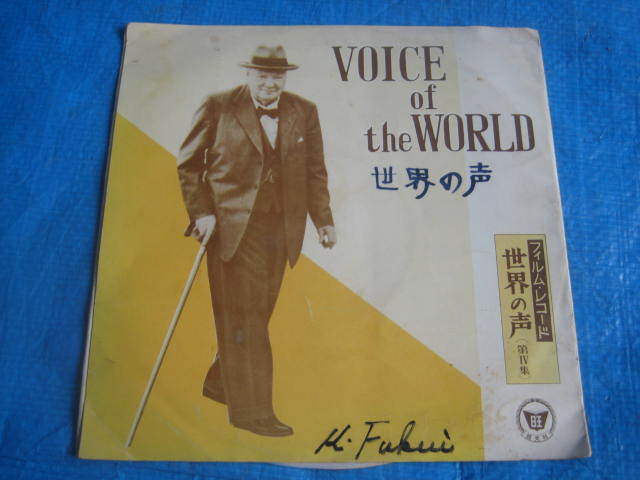 VOICE
of
the WORLD
世界の声
フィルム・レコード
世界の声
(第IV集)
旺
K. Fukui